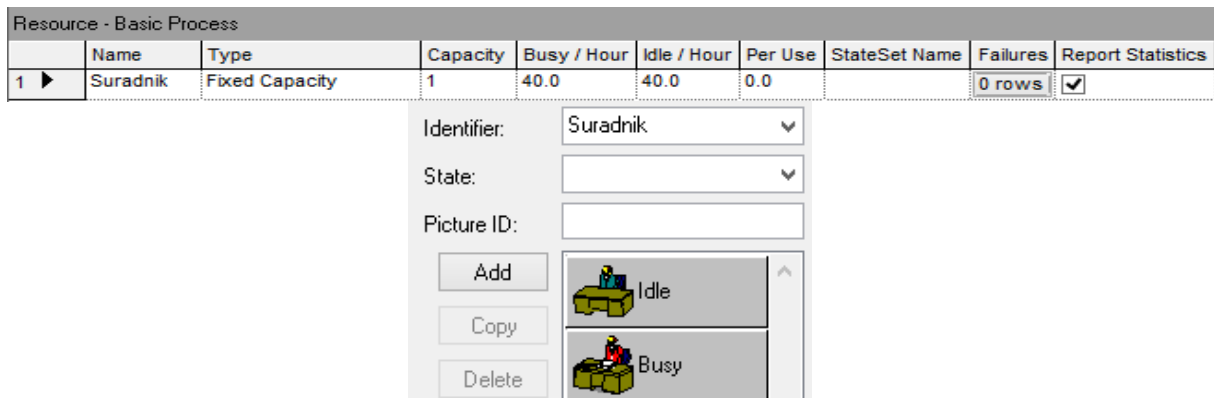 Resource - Basic Process
Name Type Capacity Busy / Hour Idle / Hour Per Use StateSet Name Failures Report Statistics
1 Suradnik Fixed Capacity 1 40.0 40.0 0.0 0 rows
Identifier: Suradnik
State:
Picture ID:
Add
Idle
Copy
Busy
Delete